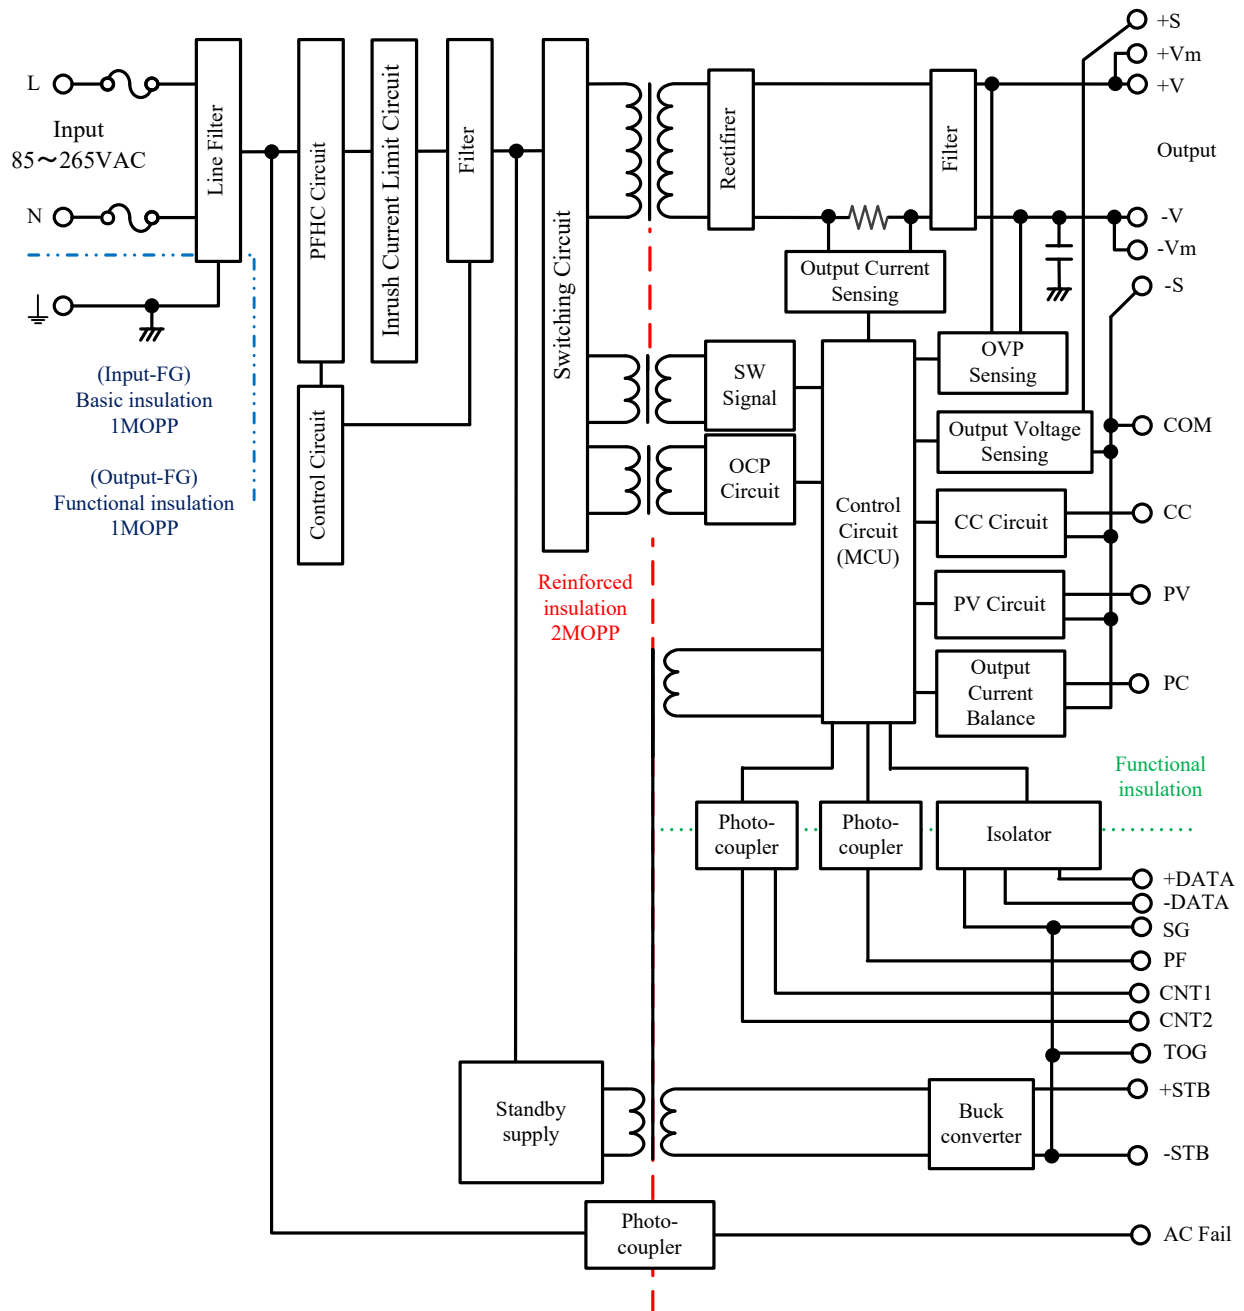 +S
+Vm
+V
L
Input
85～265VAC
N
Line Filter
PFHC Circuit
Inrush Current Limit Circuit
Filter
Switching Circuit
Rectifirer
Filter
Output
-V
-Vm
-S
Output Current
Sensing
(Input-FG)
Basic insulation
1MOPP
(Output-FG)
Functional insulation
1MOPP
Control Circuit
SW
Signal
OCP
Circuit
Control
Circuit
(MCU)
OVP
Sensing
Output Voltage
Sensing
COM
CC Circuit
CC
PV Circuit
PV
Output
Current
Balance
PC
Reinforced
insulation
2MOPP
Functional
insulation
Photo-
coupler
Photo-
coupler
Isolator
+DATA
-DATA
SG
PF
CNT1
CNT2
TOG
+STB
-STB
Standby
supply
Buck
converter
Photo-
coupler
AC Fail